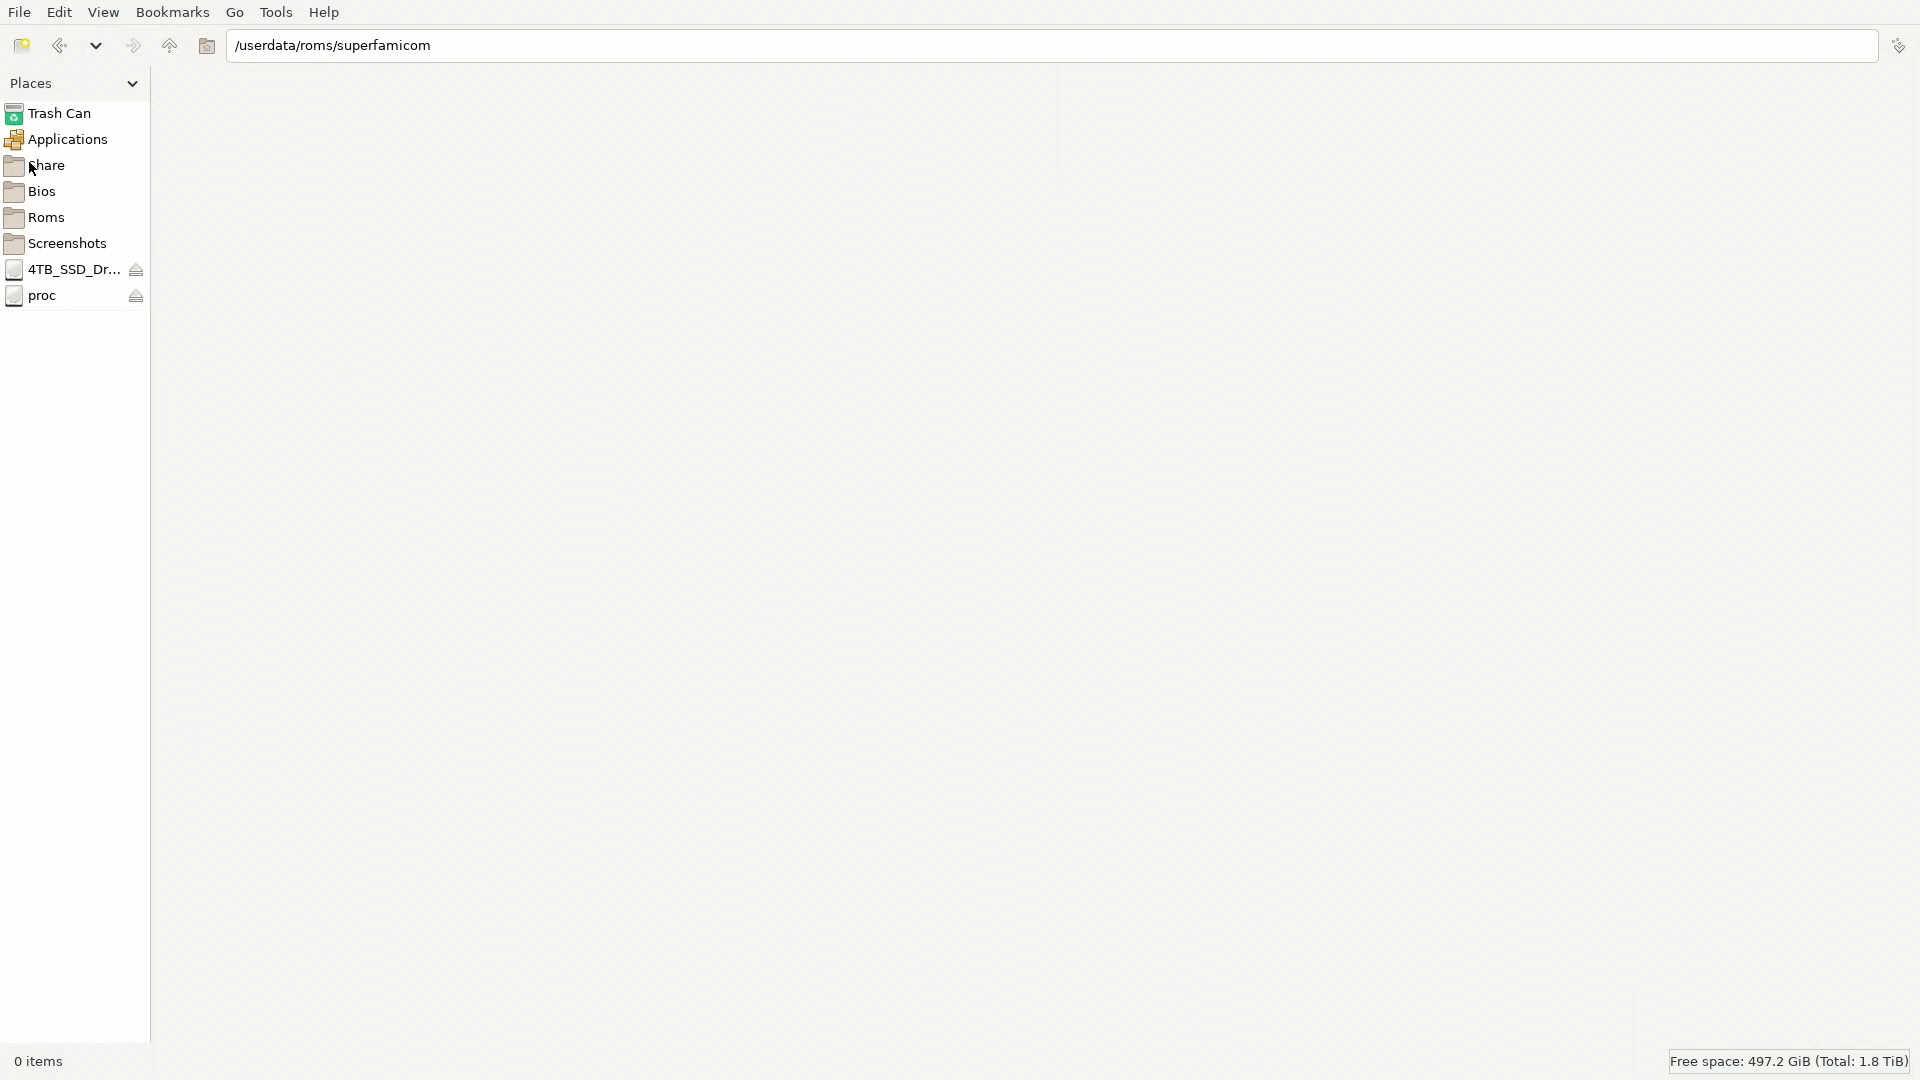 File Edit View Bookmarks Go Tools Help
/userdata/roms/superfamicom
Places
Trash Can
Applications
Share
Bios
Roms
Screenshots
4TB_SSD_Dr...
proc
0 items
Free space: 497.2 GiB (Total: 1.8 TiB)